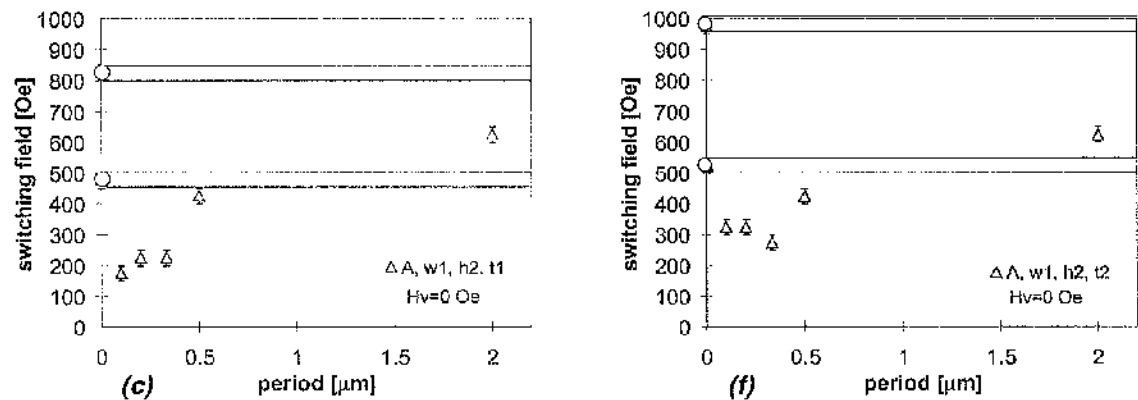 1000
900
800
700
600
500
400
300
200
100
0
switching field [Oe]
Δ A, w1, h2, t1
Hv=0 Oe
0 0.5 1 1.5 2
(c) period [μm]
1000
900
800
700
600
500
400
300
200
100
0
switching field [Oe]
Δ A, w1, h2, t2
Hv=0 Oe
0 0.5 1 1.5 2
(f) period [μm]